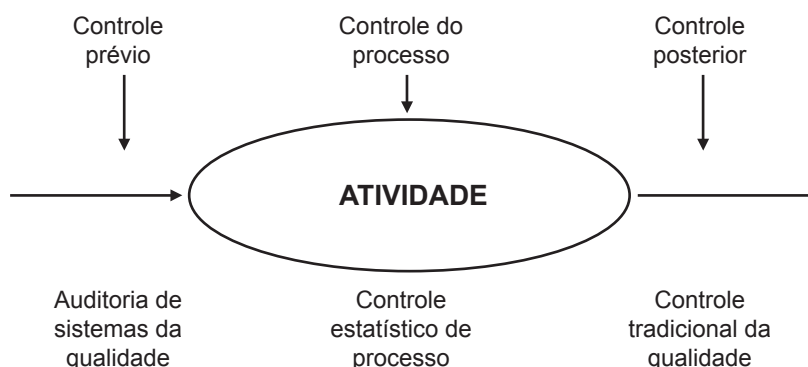 Controle
prévio
Controle do
processo
Controle
posterior
ATIVIDADE
Auditoria de
sistemas da
qualidade
Controle
estatístico de
processo
Controle
tradicional da
qualidade